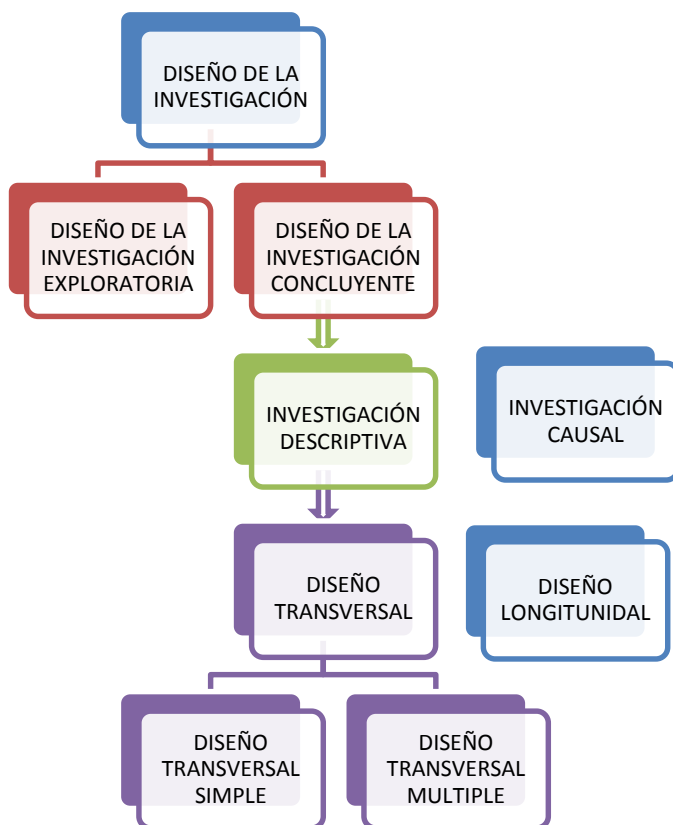 DISEÑO DE LA
INVESTIGACIÓN
DISEÑO DE LA
INVESTIGACIÓN
EXPLORATORIA
DISEÑO DE LA
INVESTIGACIÓN
CONCLUYENTE
INVESTIGACIÓN
DESCRIPTIVA
INVESTIGACIÓN
CAUSAL
DISEÑO
TRANSVERSAL
DISEÑO
LONGITUNIDAL
DISEÑO
TRANSVERSAL
SIMPLE
DISEÑO
TRANSVERSAL
MULTIPLE